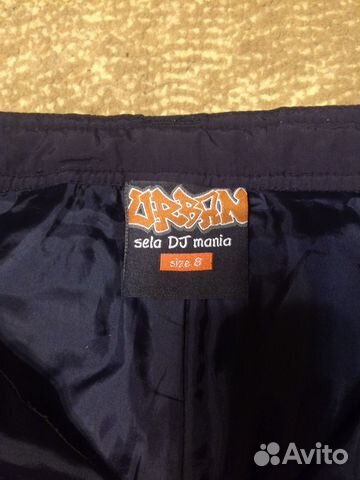 URBAN
sela DJ mania
size 8
Avito